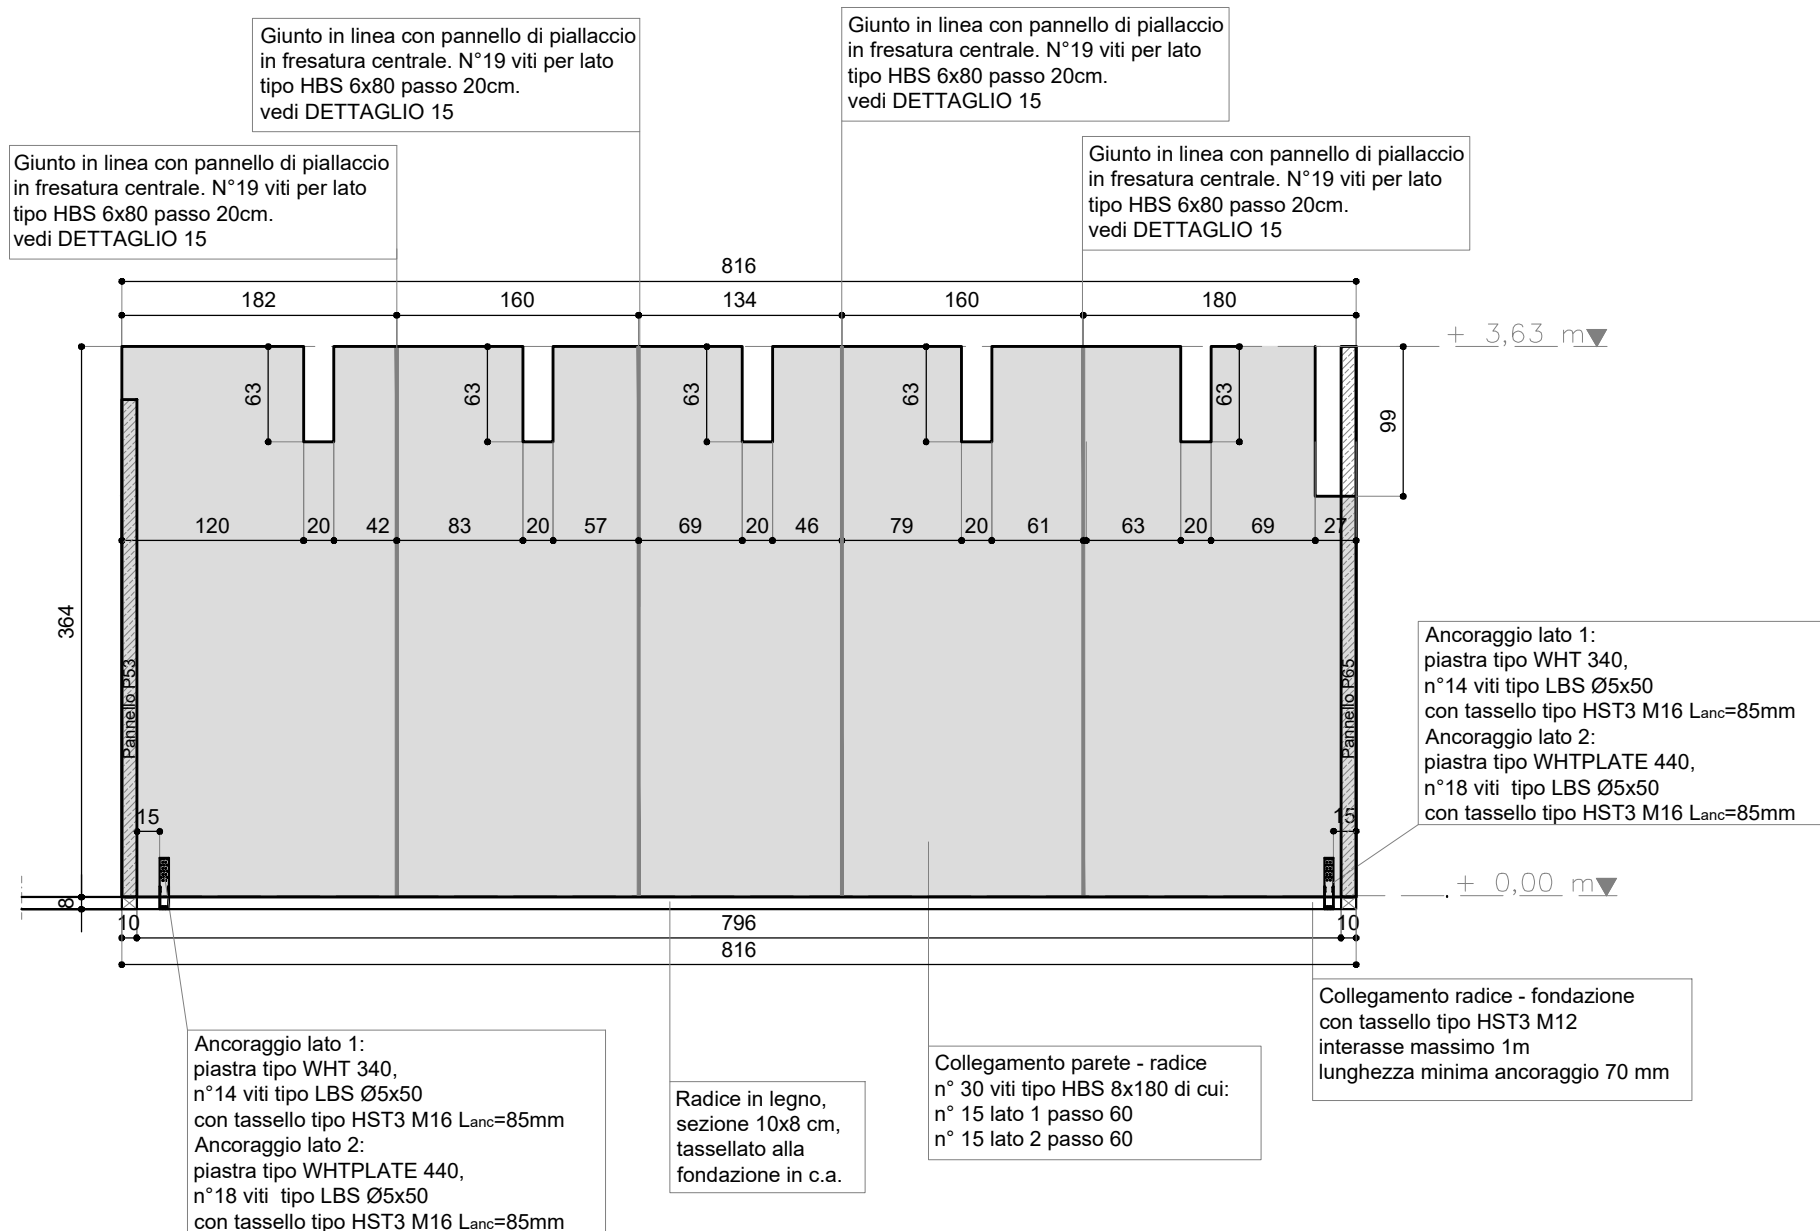 Giunto in linea con pannello di piallaccio
in fresatura centrale. N°19 viti per lato
tipo HBS 6x80 passo 20cm.
vedi DETTAGLIO 15
Giunto in linea con pannello di piallaccio
in fresatura centrale. N°19 viti per lato
tipo HBS 6x80 passo 20cm.
vedi DETTAGLIO 15
Giunto in linea con pannello di piallaccio
in fresatura centrale. N°19 viti per lato
tipo HBS 6x80 passo 20cm.
vedi DETTAGLIO 15
Giunto in linea con pannello di piallaccio
in fresatura centrale. N°19 viti per lato
tipo HBS 6x80 passo 20cm.
vedi DETTAGLIO 15
816
182 160 134 160 180
+ 3,63 m
63 63 63 63 63 99
120 20 42 83 20 57 69 20 46 79 20 61 63 20 69 27
364
Pannello P53
Pannello P65
Ancoraggio lato 1:
piastra tipo WHT 340,
n°14 viti tipo LBS Ø5x50
con tassello tipo HST3 M16 Lanc=85mm
Ancoraggio lato 2:
piastra tipo WHTPLATE 440,
n°18 viti tipo LBS Ø5x50
con tassello tipo HST3 M16 Lanc=85mm
15 15
+ 0,00 m
8
10 796 10
816
Ancoraggio lato 1:
piastra tipo WHT 340,
n°14 viti tipo LBS Ø5x50
con tassello tipo HST3 M16 Lanc=85mm
Ancoraggio lato 2:
piastra tipo WHTPLATE 440,
n°18 viti tipo LBS Ø5x50
con tassello tipo HST3 M16 Lanc=85mm
Radice in legno,
sezione 10x8 cm,
tassellato alla
fondazione in c.a.
Collegamento parete - radice
n° 30 viti tipo HBS 8x180 di cui:
n° 15 lato 1 passo 60
n° 15 lato 2 passo 60
Collegamento radice - fondazione
con tassello tipo HST3 M12
interasse massimo 1m
lunghezza minima ancoraggio 70 mm